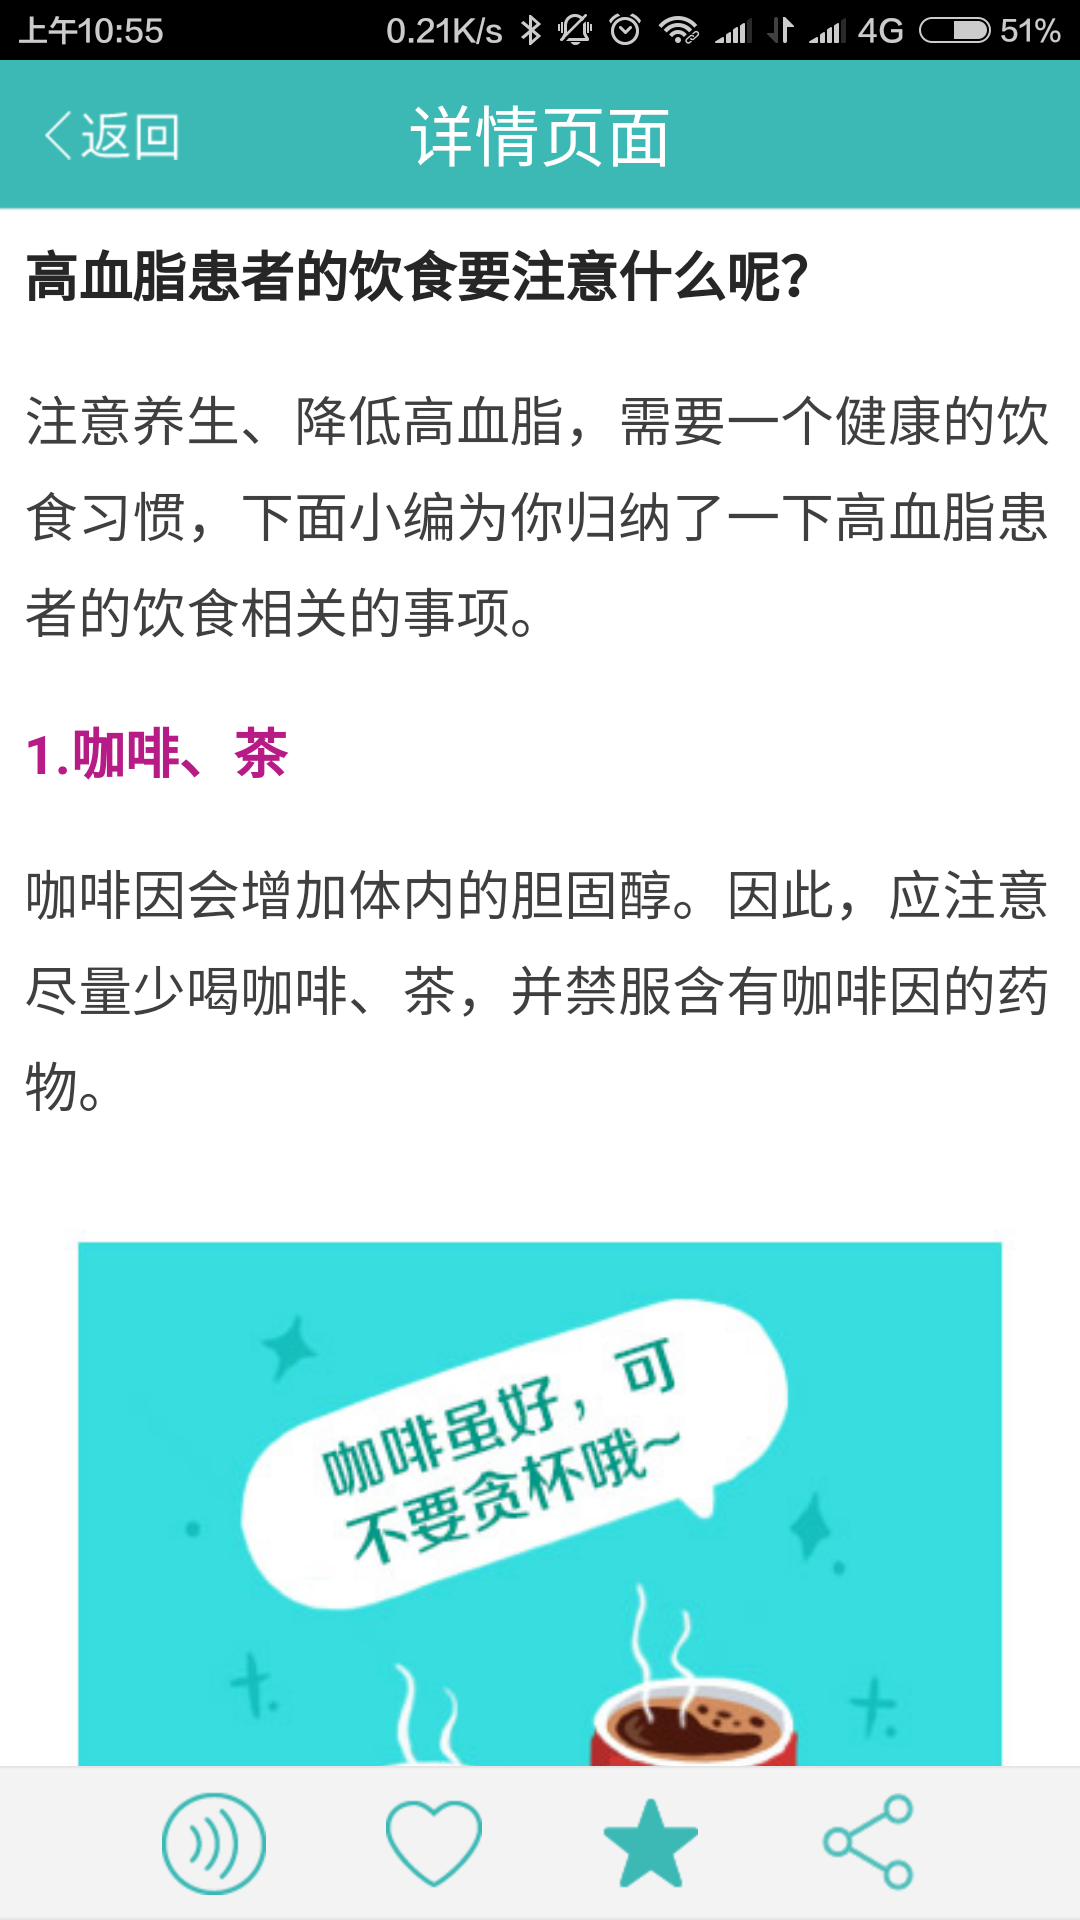 上午10:55 0.21K/s 4G 51%
返回 详情页面
高血脂患者的饮食要注意什么呢？
注意养生、降低高血脂，需要一个健康的饮
食习惯，下面小编为你归纳了一下高血脂患
者的饮食相关的事项。
1.咖啡、茶
咖啡因会增加体内的胆固醇。因此，应注意
尽量少喝咖啡、茶，并禁服含有咖啡因的药
物。
咖啡虽好，可
不要贪杯哦~